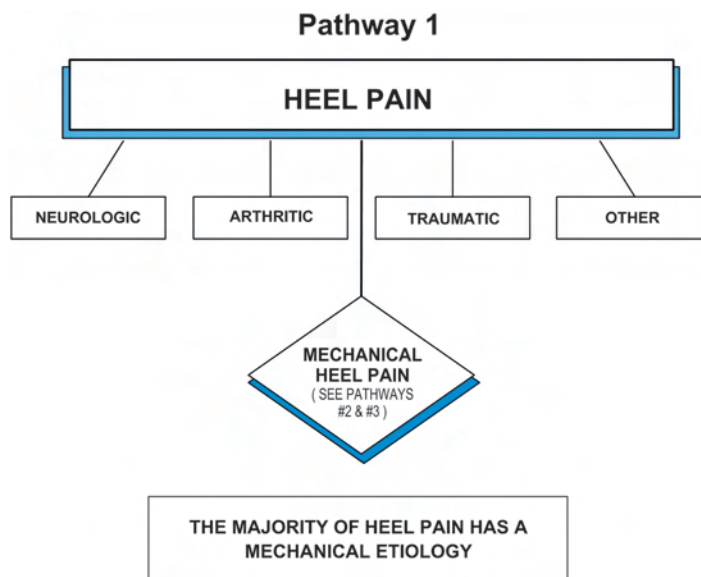 Pathway 1
HEEL PAIN
NEUROLOGIC
ARTHRITIC
TRAUMATIC
OTHER
MECHANICAL
HEEL PAIN
( SEE PATHWAYS
#2 & #3 )
THE MAJORITY OF HEEL PAIN HAS A
MECHANICAL ETIOLOGY